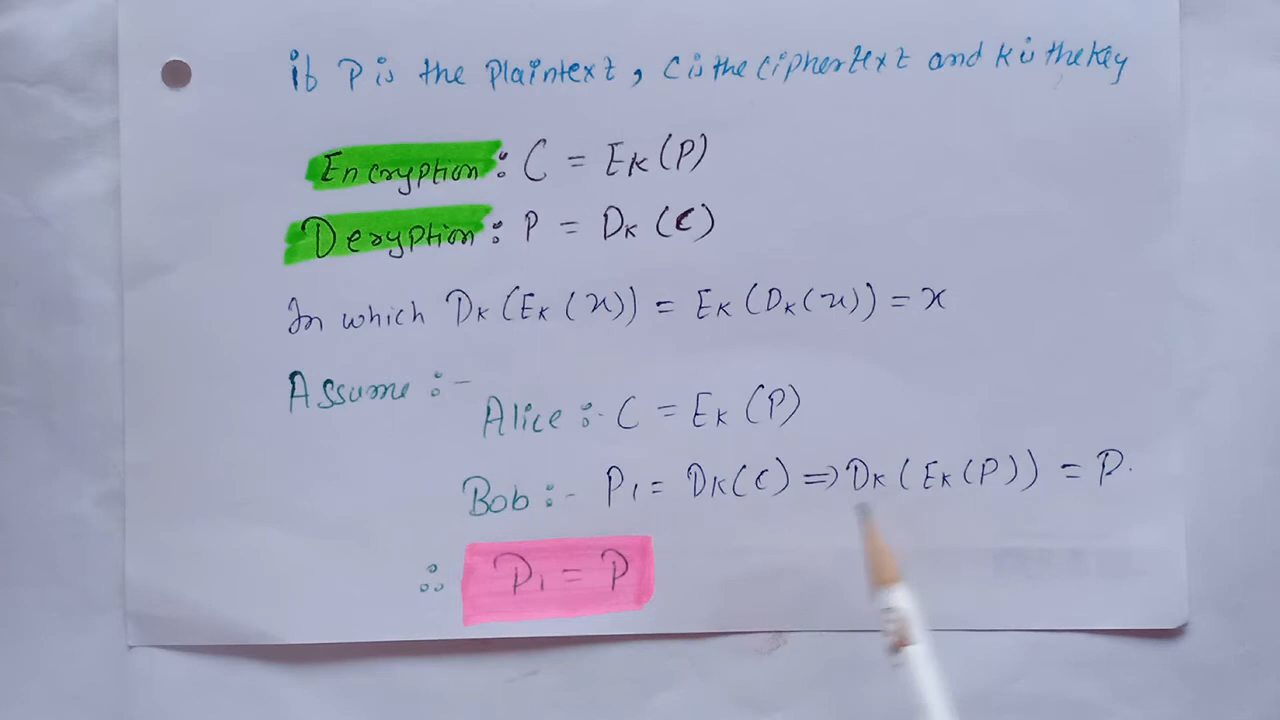 if P is the plaintext, C is the ciphertext and K is the key
Encryption: C = EK(P)
Decryption: P = DK(C)
In which DK(EK(x)) = EK(DK(x)) = x
Assume :-
Alice :- C = EK(P)
Bob :- P1 = DK(C) ⇒ DK(EK(P)) = P.
∴ P1 = P